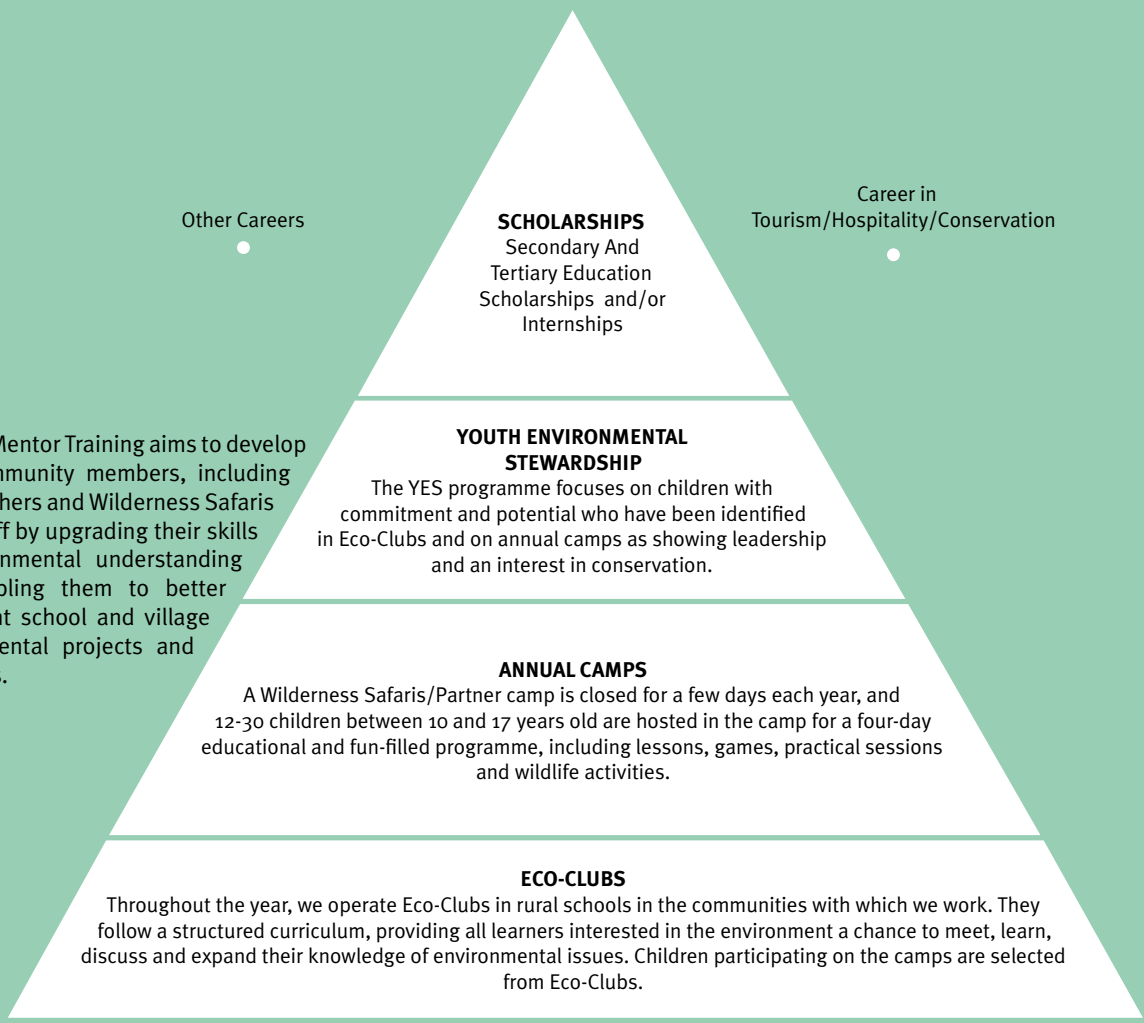 Other Careers
Career in
Tourism/Hospitality/Conservation
SCHOLARSHIPS
Secondary And
Tertiary Education
Scholarships and/or
Internships
Mentor Training aims to develop
members, including
and Wilderness Safaris
by upgrading their skills
understanding
them to better
school and village
projects and
YOUTH ENVIRONMENTAL
STEWARDSHIP
The YES programme focuses on children with
commitment and potential who have been identified
in Eco-Clubs and on annual camps as showing leadership
and an interest in conservation.
ANNUAL CAMPS
A Wilderness Safaris/Partner camp is closed for a few days each year, and
12-30 children between 10 and 17 years old are hosted in the camp for a four-day
educational and fun-filled programme, including lessons, games, practical sessions
and wildlife activities.
ECO-CLUBS
Throughout the year, we operate Eco-Clubs in rural schools in the communities with which we work. They
follow a structured curriculum, providing all learners interested in the environment a chance to meet, learn,
discuss and expand their knowledge of environmental issues. Children participating on the camps are selected
from Eco-Clubs.